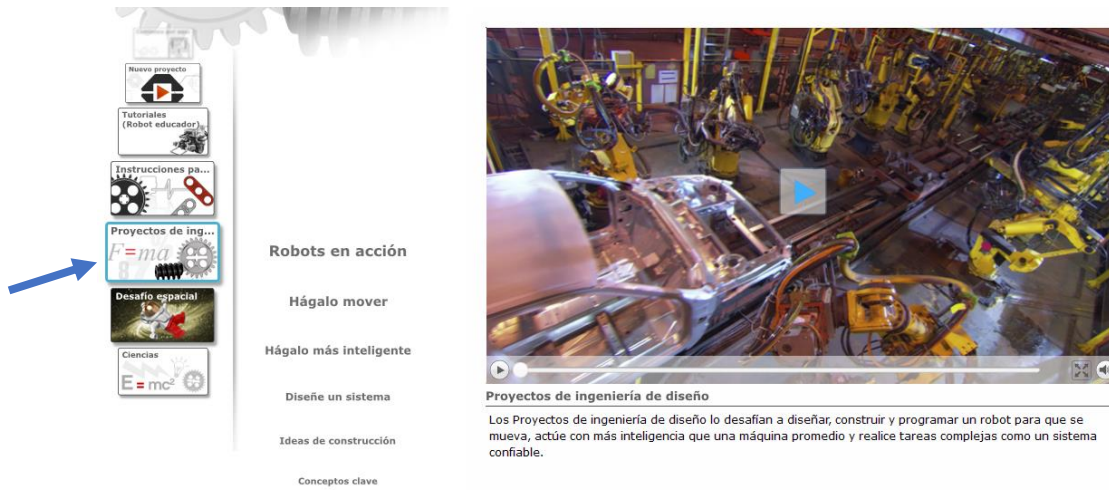 Nuevo proyecto
Tutoriales
(Robot educador)
Instrucciones pa...
Proyectos de ing...
F=ma
Desafío espacial
Ciencias
E = mc²
Robots en acción
Hágalo mover
Hágalo más inteligente
Diseñe un sistema
Ideas de construcción
Conceptos clave
Proyectos de ingeniería de diseño
Los Proyectos de ingeniería de diseño lo desafían a diseñar, construir y programar un robot para que se
mueva, actúe con más inteligencia que una máquina promedio y realice tareas complejas como un sistema
confiable.